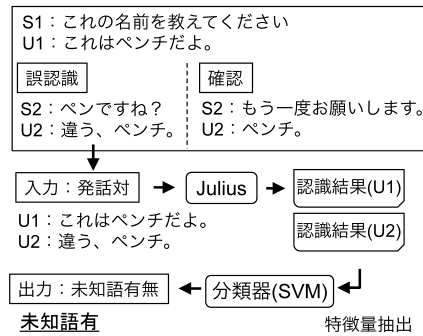 S1：これの名前を教えてください
U1：これはペンチだよ。
誤認識
S2：ペンですね？
U2：違う、ペンチ。
確認
S2：もう一度お願いします。
U2：ペンチ。
入力：発話対
Julius
認識結果(U1)
U1：これはペンチだよ。
U2：違う、ペンチ。
認識結果(U2)
出力：未知語有無
分類器(SVM)
未知語有
特徴量抽出